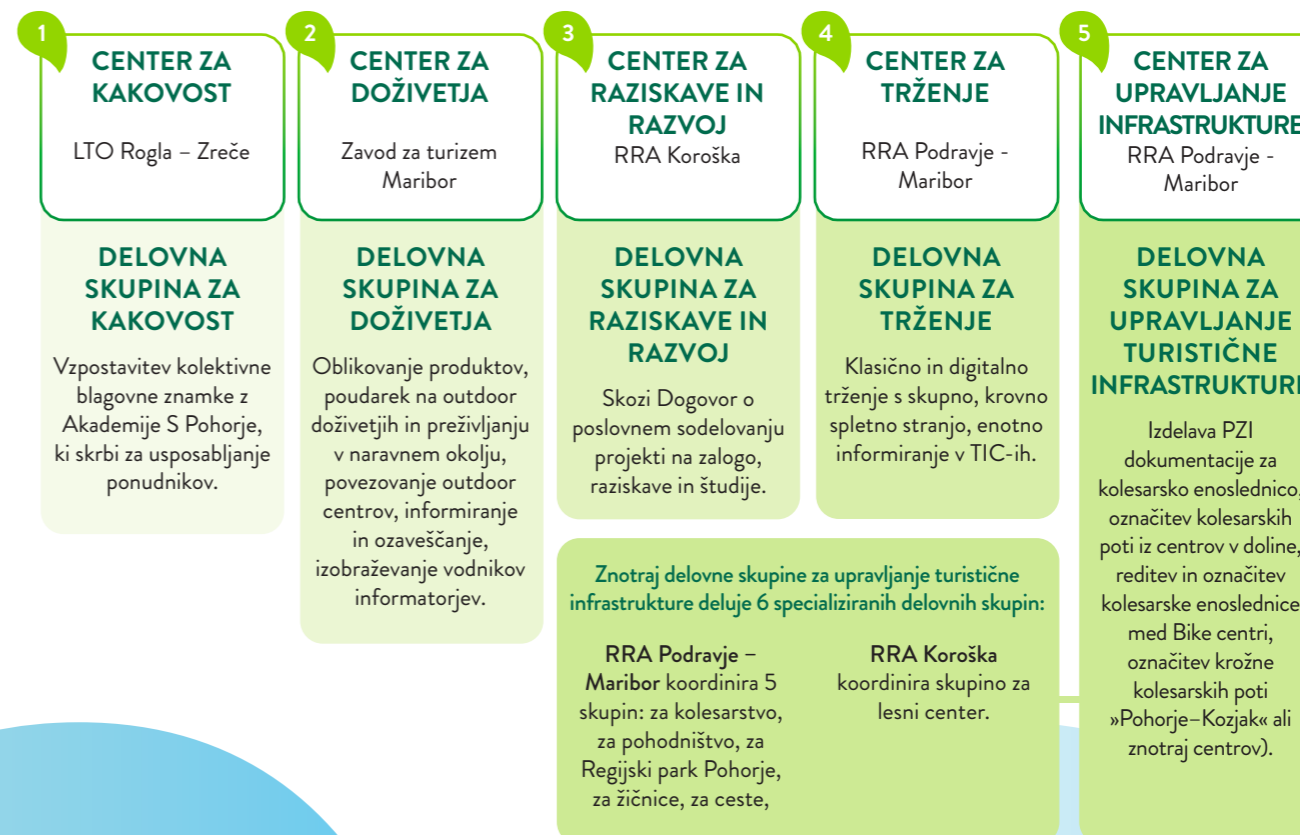 1
CENTER ZA
KAKOVOST
LTO Rogla – Zreče
DELOVNA
SKUPINA ZA
KAKOVOST
Vzpostavitev kolektivne
blagovne znamke z
Akademije S Pohorje,
ki skrbi za usposabljanje
ponudnikov.
2
CENTER ZA
DOŽIVETJA
Zavod za turizem
Maribor
DELOVNA
SKUPINA ZA
DOŽIVETJA
Oblikovanje produktov,
poudarek na outdoor
doživetjih in preživljanju
v naravnem okolju,
povezovanje outdoor
centrov, informiranje
in ozaveščanje,
izobraževanje vodnikov
informatorjev.
3
CENTER ZA
RAZISKAVE IN
RAZVOJ
RRA Koroška
DELOVNA
SKUPINA ZA
RAZISKAVE IN
RAZVOJ
Skozi Dogovor o
poslovnem sodelovanju
projekti na zalogo,
raziskave in študije.
4
CENTER ZA
TRŽENJE
RRA Podravje -
Maribor
DELOVNA
SKUPINA ZA
TRŽENJE
Klasično in digitalno
trženje s skupno, krovno
spletno stranjo, enotno
informiranje v TIC-ih.
5
CENTER ZA
UPRAVLJANJE
INFRASTRUKTURE
RRA Podravje -
Maribor
DELOVNA
SKUPINA ZA
UPRAVLJANJE
TURISTIČNE
INFRASTRUKTURE
Izdelava PZI
dokumentacije za
kolesarsko enoslednico,
označitev kolesarskih
poti iz centrov v doline,
reditev in označitev
kolesarske enoslednice
med Bike centri,
označitev krožne
kolesarskih poti
»Pohorje–Kozjak« ali
znotraj centrov).
Znotraj delovne skupine za upravljanje turistične
infrastrukture deluje 6 specializiranih delovnih skupin:
RRA Podravje –
Maribor koordinira 5
skupin: za kolesarstvo,
za pohodništvo, za
Regijski park Pohorje,
za žičnice, za ceste,
RRA Koroška
koordinira skupino za
lesni center.